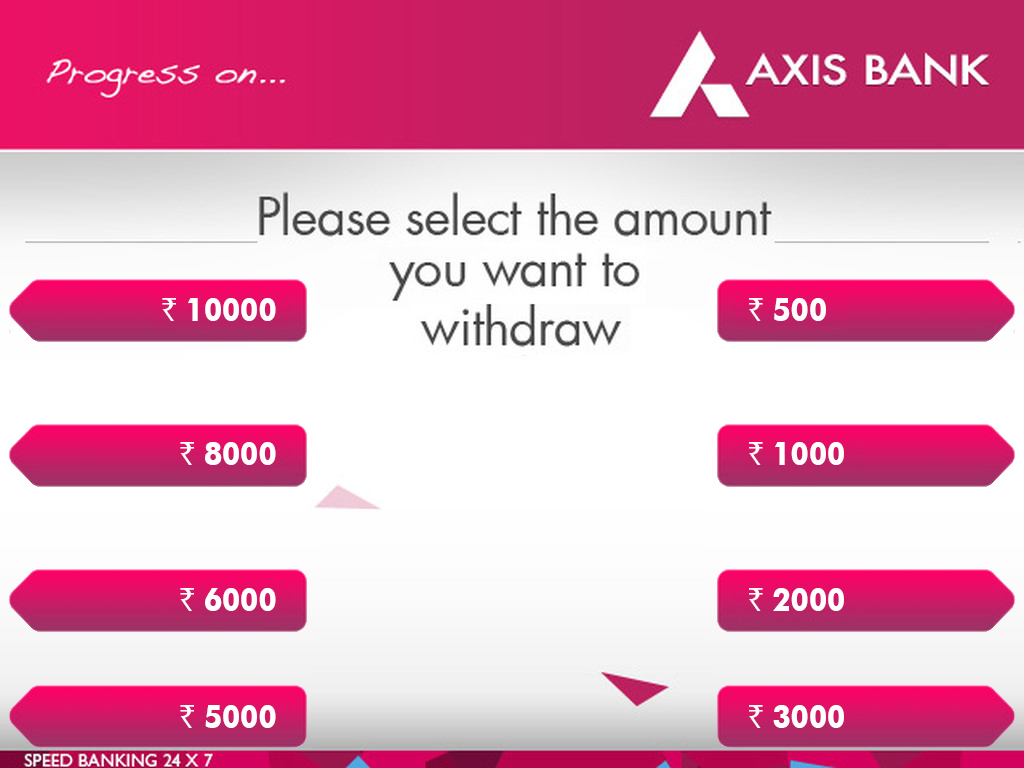 Progress on...
AXIS BANK
Please select the amount
you want to
withdraw
₹ 10000
₹ 500
₹ 8000
₹ 1000
₹ 6000
₹ 2000
₹ 5000
₹ 3000
SPEED BANKING 24 X 7